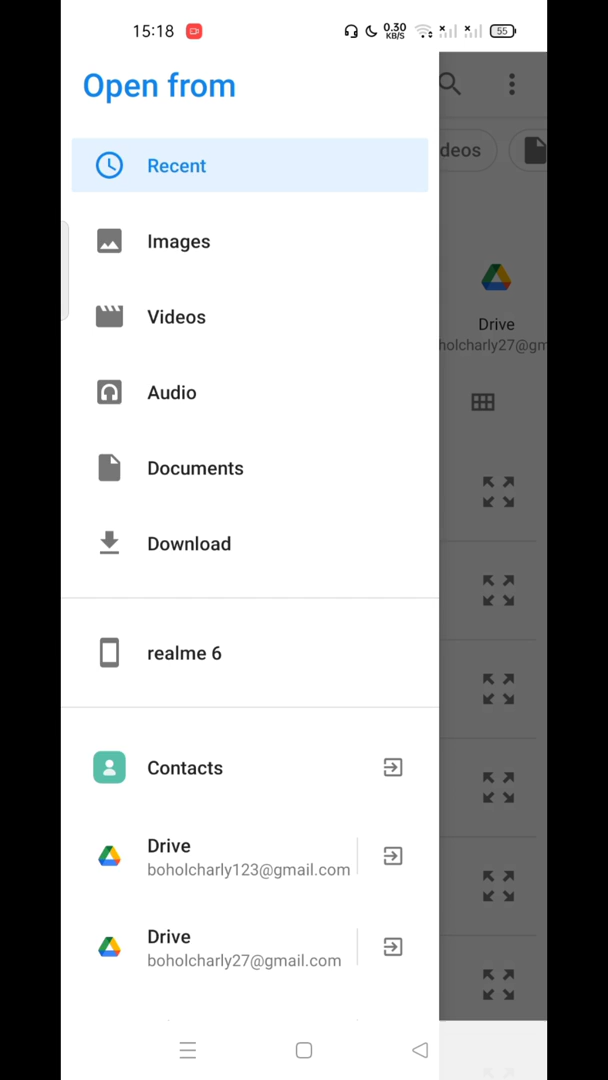 15:18
0.30
KB/S
55
Open from
Recent
deos
Images
Videos
Drive
holcharly27@gm
Audio
Documents
Download
realme 6
Contacts
Drive
boholcharly123@gmail.com
Drive
boholcharly27@gmail.com